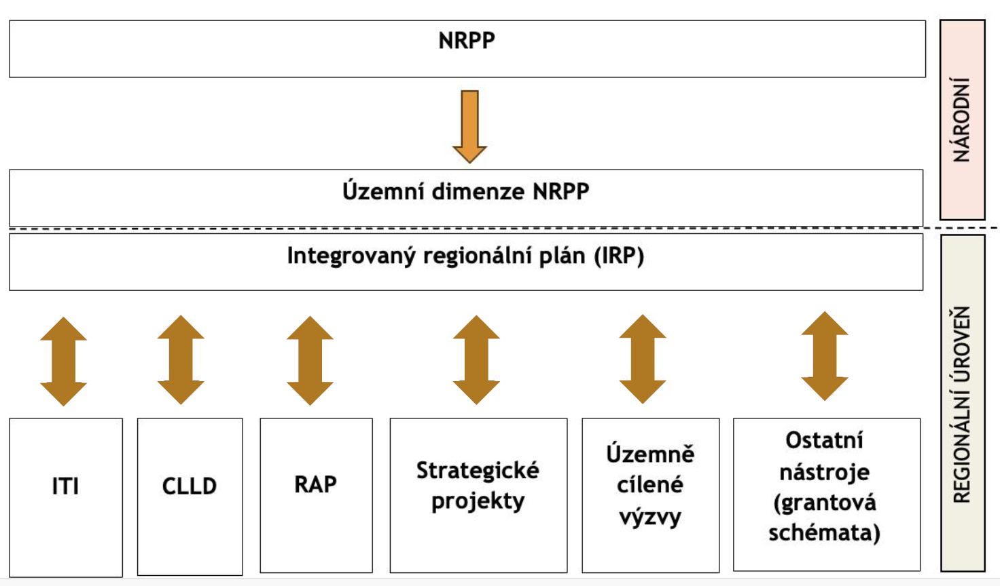 NRPP
NÁRODNÍ
Územní dimenze NRPP
Integrovaný regionální plán (IRP)
REGIONÁLNÍ ÚROVEŇ
ITI
CLLD
RAP
Strategické
projekty
Územně
cílené
výzvy
Ostatní
nástroje
(grantová
schémata)